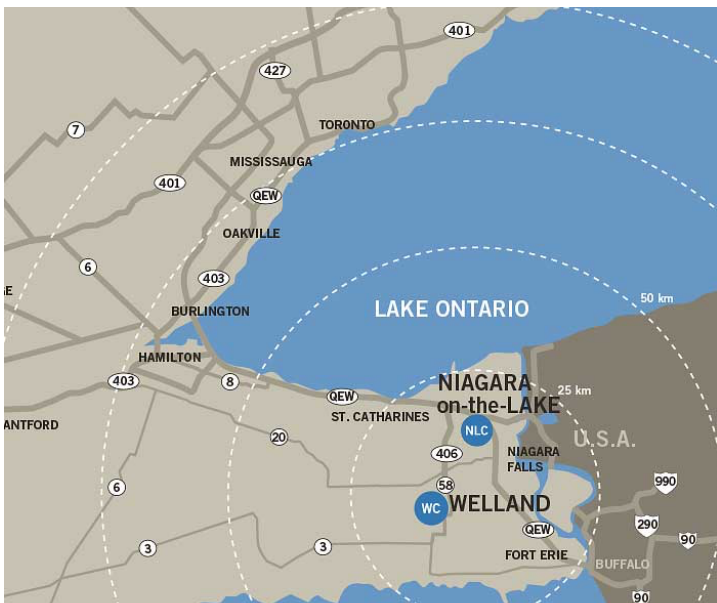 401
427
TORONTO
7
MISSISSAUGA
401
QEW
OAKVILLE
6
403
50 km
BURLINGTON
LAKE ONTARIO
HAMILTON
403
8
NIAGARA
on-the-LAKE
25 km
QEW
ST. CATHARINES
ANTFORD
20
NLC
U.S.A.
406
NIAGARA
FALLS
58
990
6
WC
WELLAND
290
QEW
90
3
3
FORT ERIE
BUFFALO
90